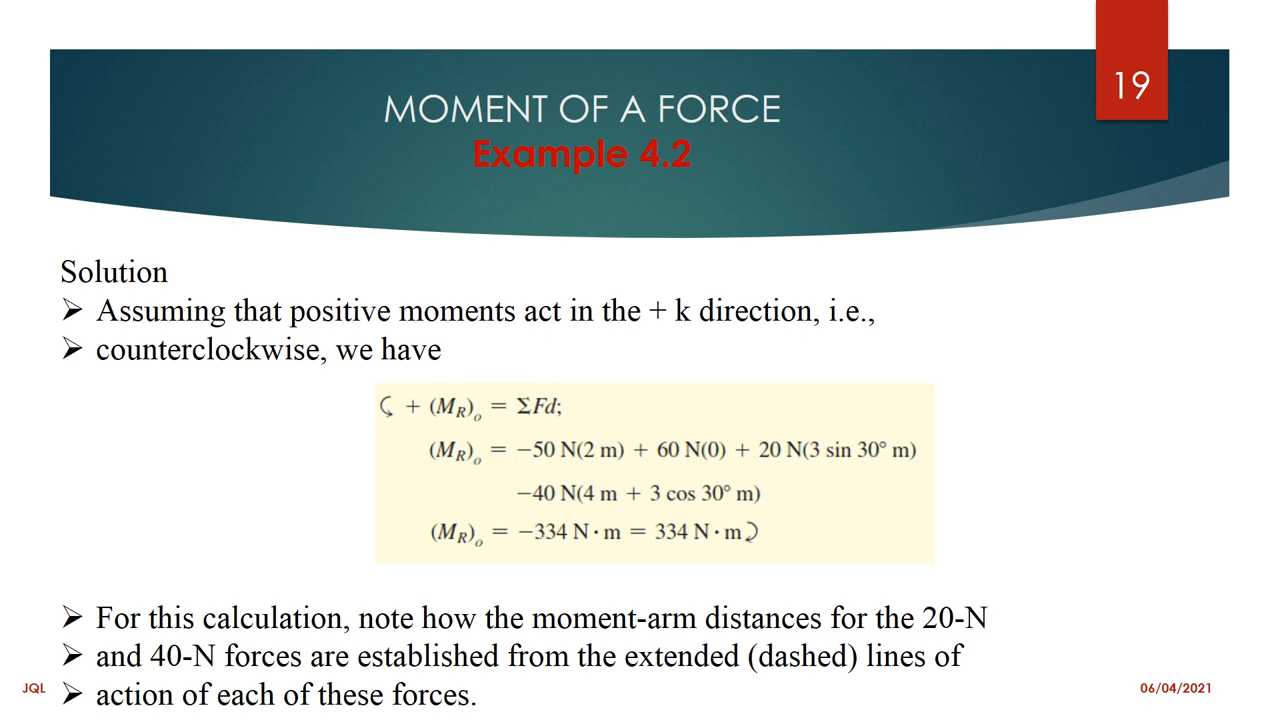 19
MOMENT OF A FORCE
Example 4.2
Solution
➢ Assuming that positive moments act in the + k direction, i.e.,
➢ counterclockwise, we have
⤹ + (M_R)_o = ΣFd;
(M_R)_o = −50 N(2 m) + 60 N(0) + 20 N(3 sin 30° m)
−40 N(4 m + 3 cos 30° m)
(M_R)_o = −334 N·m = 334 N·m⤸
➢ For this calculation, note how the moment-arm distances for the 20-N
➢ and 40-N forces are established from the extended (dashed) lines of
➢ action of each of these forces.
JQL
06/04/2021